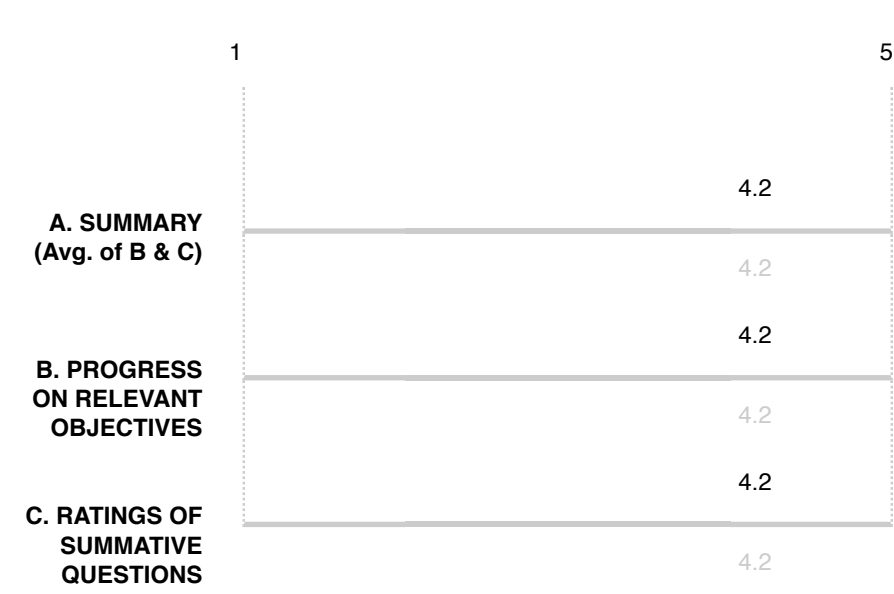 1
5
4.2
A. SUMMARY
(Avg. of B & C)
4.2
4.2
B. PROGRESS
ON RELEVANT
OBJECTIVES
4.2
4.2
C. RATINGS OF
SUMMATIVE
QUESTIONS
4.2